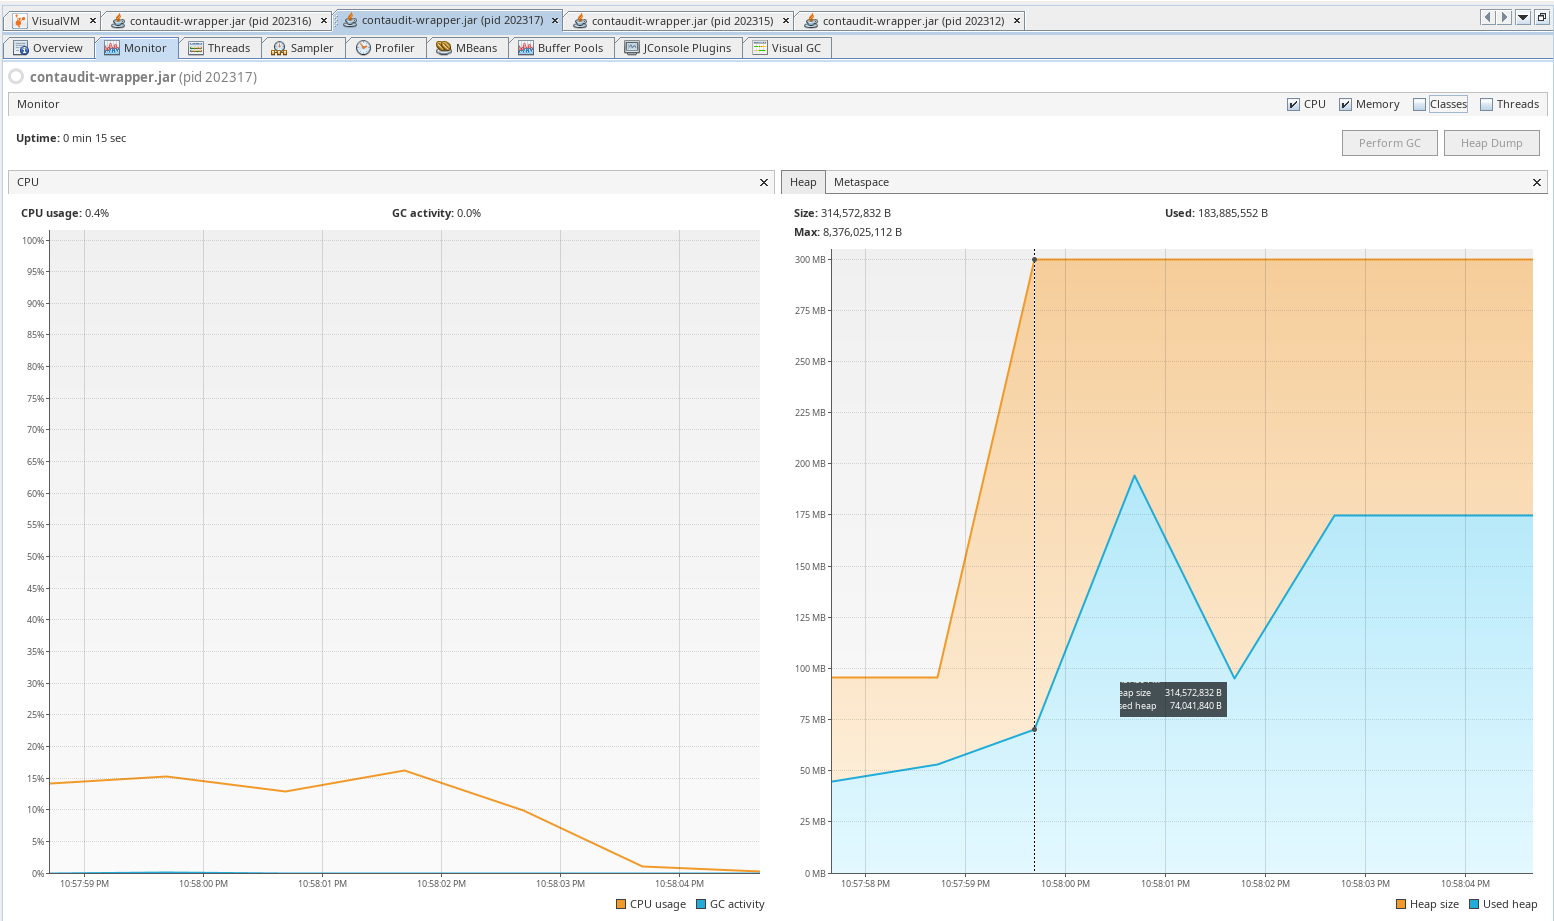 VisualVM
contaudit-wrapper.jar (pid 202316)
contaudit-wrapper.jar (pid 202317)
contaudit-wrapper.jar (pid 202315)
contaudit-wrapper.jar (pid 202312)
Overview
Monitor
Threads
Sampler
Profiler
MBeans
Buffer Pools
JConsole Plugins
Visual GC
contaudit-wrapper.jar (pid 202317)
Monitor
CPU
Memory
Classes
Threads
Uptime: 0 min 15 sec
Perform GC
Heap Dump
CPU
CPU usage: 0.4%
GC activity: 0.0%
100%
95%
90%
85%
80%
75%
70%
65%
60%
55%
50%
45%
40%
35%
30%
25%
20%
15%
10%
5%
0%
10:57:59 PM
10:58:00 PM
10:58:01 PM
10:58:02 PM
10:58:03 PM
10:58:04 PM
CPU usage
GC activity
Heap
Metaspace
Size: 314,572,832 B
Used: 183,885,552 B
Max: 8,376,025,112 B
300 MB
275 MB
250 MB
225 MB
200 MB
175 MB
150 MB
125 MB
100 MB
75 MB
50 MB
25 MB
0 MB
eap size 314,572,832 B
sed heap 74,041,840 B
10:57:58 PM
10:57:59 PM
10:58:00 PM
10:58:01 PM
10:58:02 PM
10:58:03 PM
10:58:04 PM
Heap size
Used heap